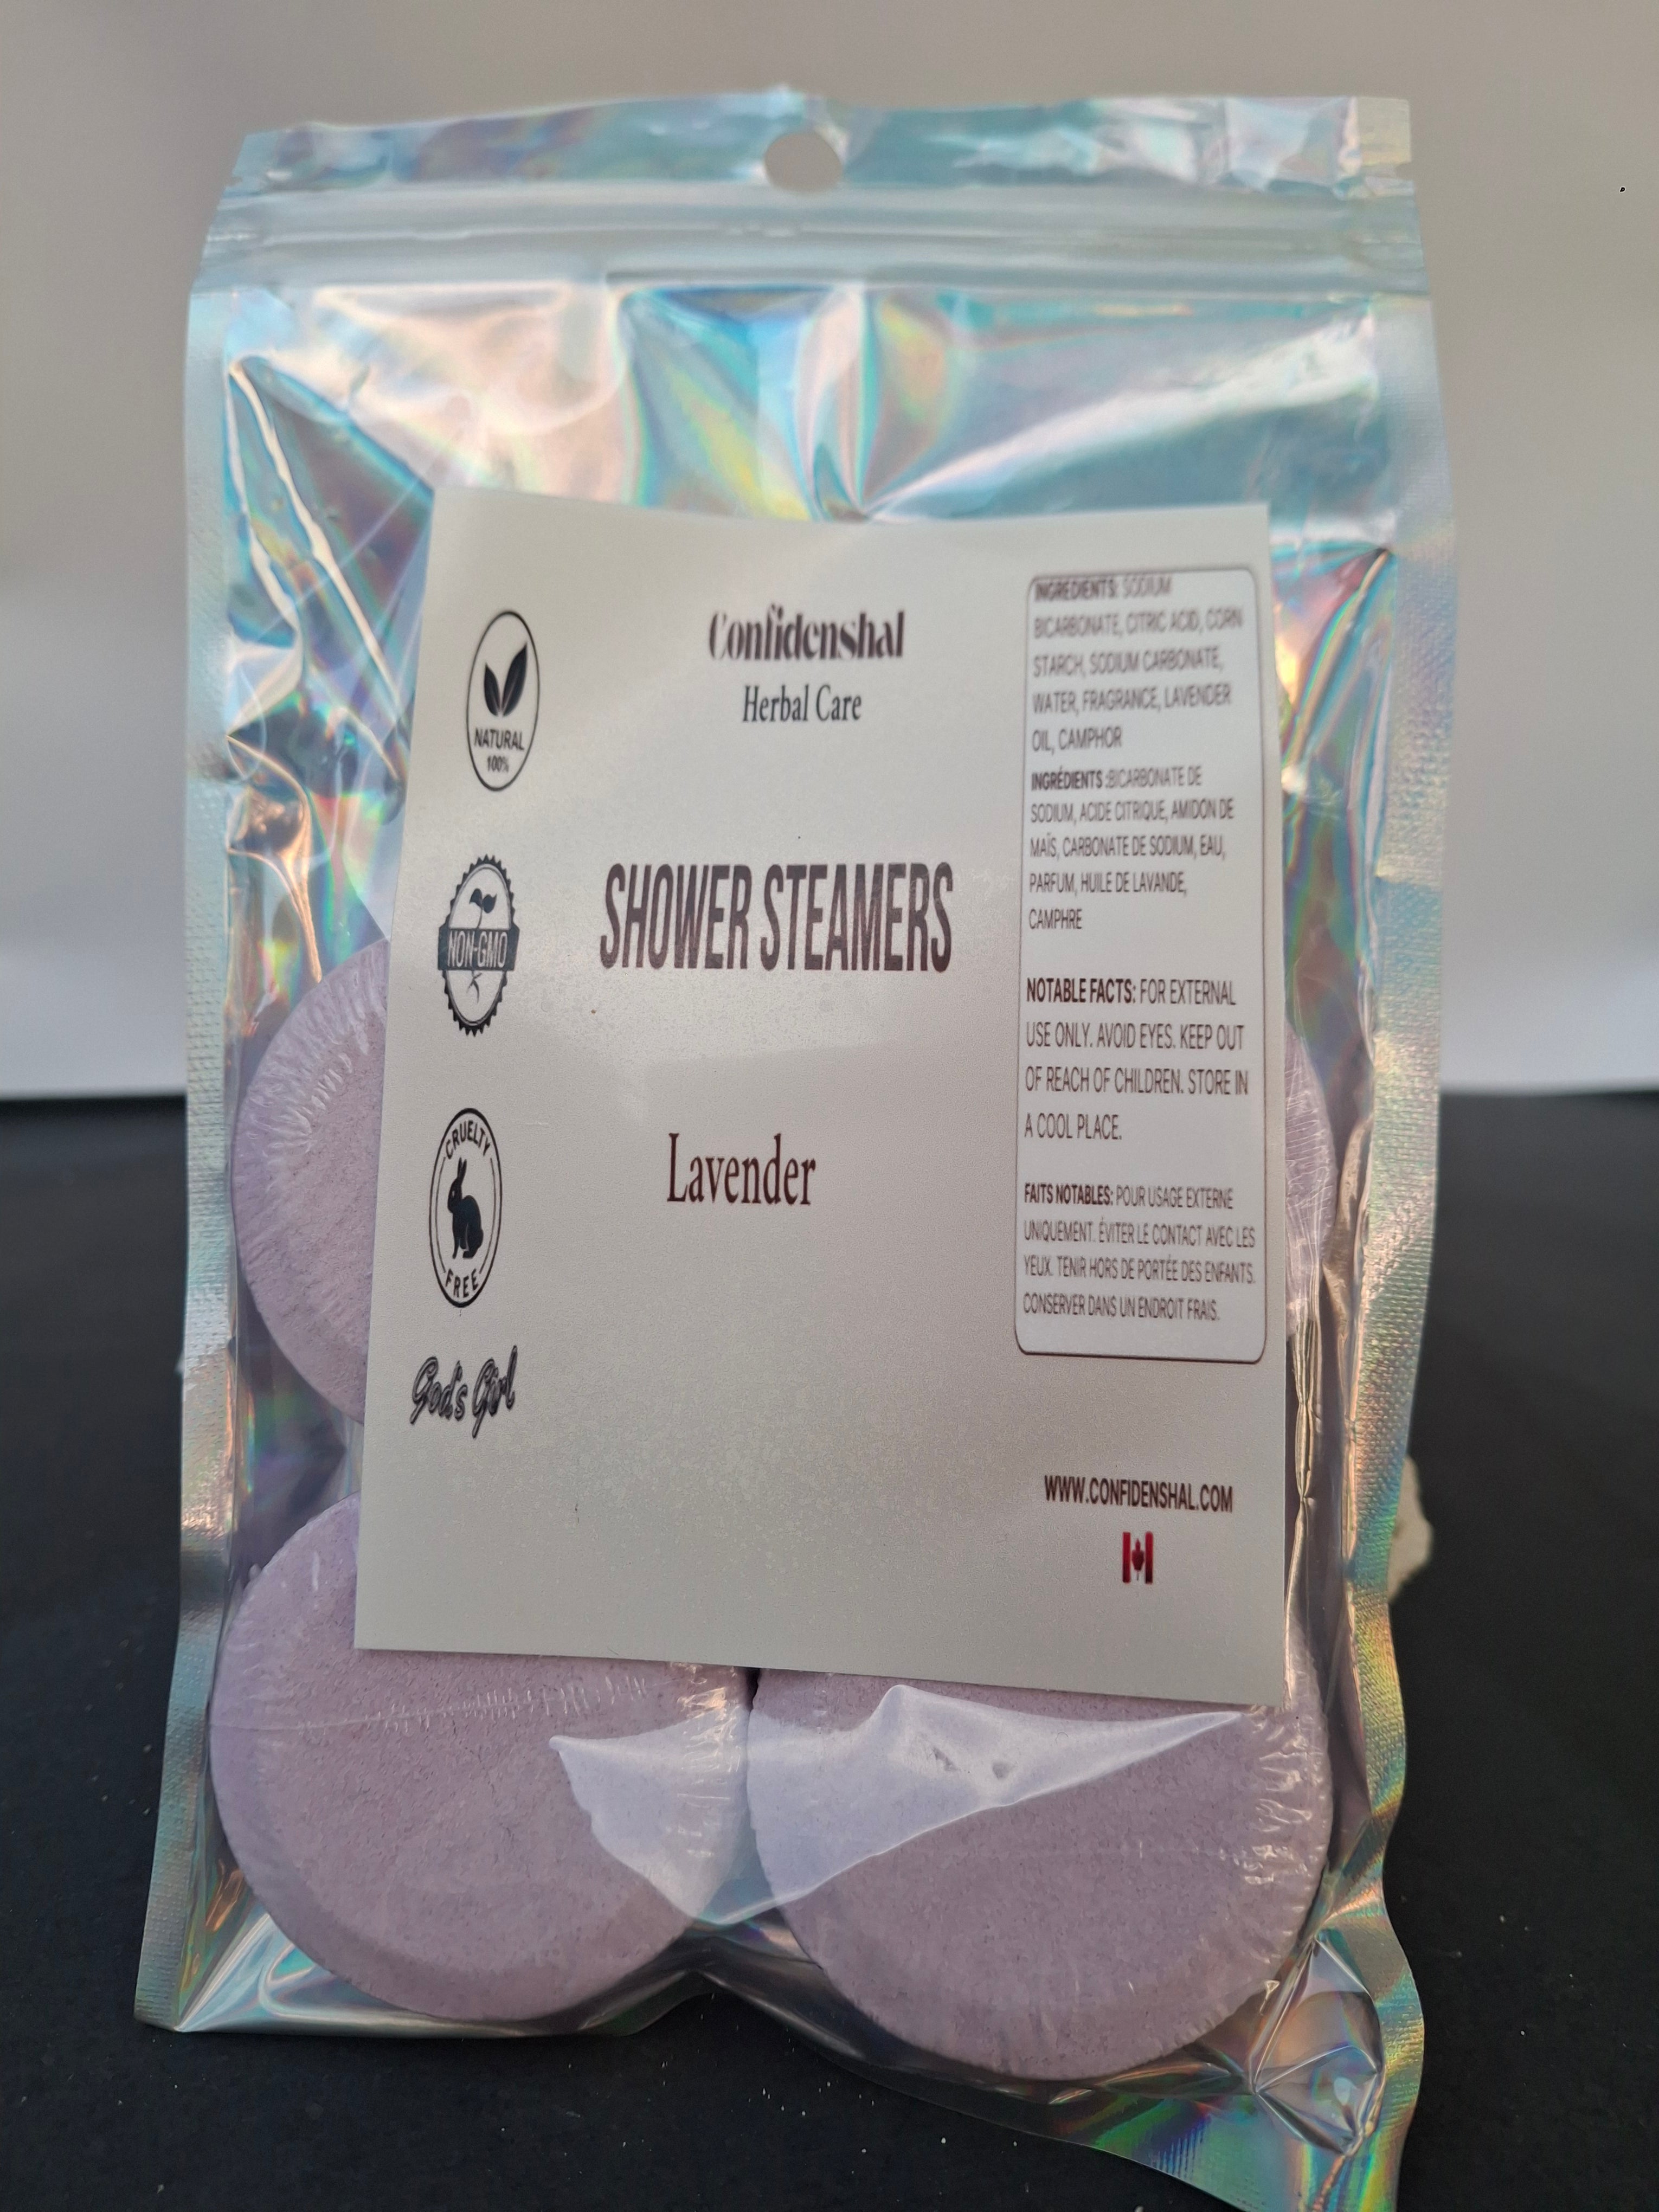 Confidenshal
Herbal Care
NATURAL
100%
NON-GMO
CRUELTY
FREE
God's Girl
SHOWER STEAMERS
Lavender
INGREDIENTS: SODIUM
BICARBONATE, CITRIC ACID, CORN
STARCH, SODIUM CARBONATE,
WATER, FRAGRANCE, LAVENDER
OIL, CAMPHOR
INGRÉDIENTS :BICARBONATE DE
SODIUM, ACIDE CITRIQUE, AMIDON DE
MAÏS, CARBONATE DE SODIUM, EAU,
PARFUM, HUILE DE LAVANDE,
CAMPHRE
NOTABLE FACTS: FOR EXTERNAL
USE ONLY. AVOID EYES. KEEP OUT
OF REACH OF CHILDREN. STORE IN
A COOL PLACE.
FAITS NOTABLES: POUR USAGE EXTERNE
UNIQUEMENT. ÉVITER LE CONTACT AVEC LES
YEUX. TENIR HORS DE PORTÉE DES ENFANTS.
CONSERVER DANS UN ENDROIT FRAIS.
WWW.CONFIDENSHAL.COM